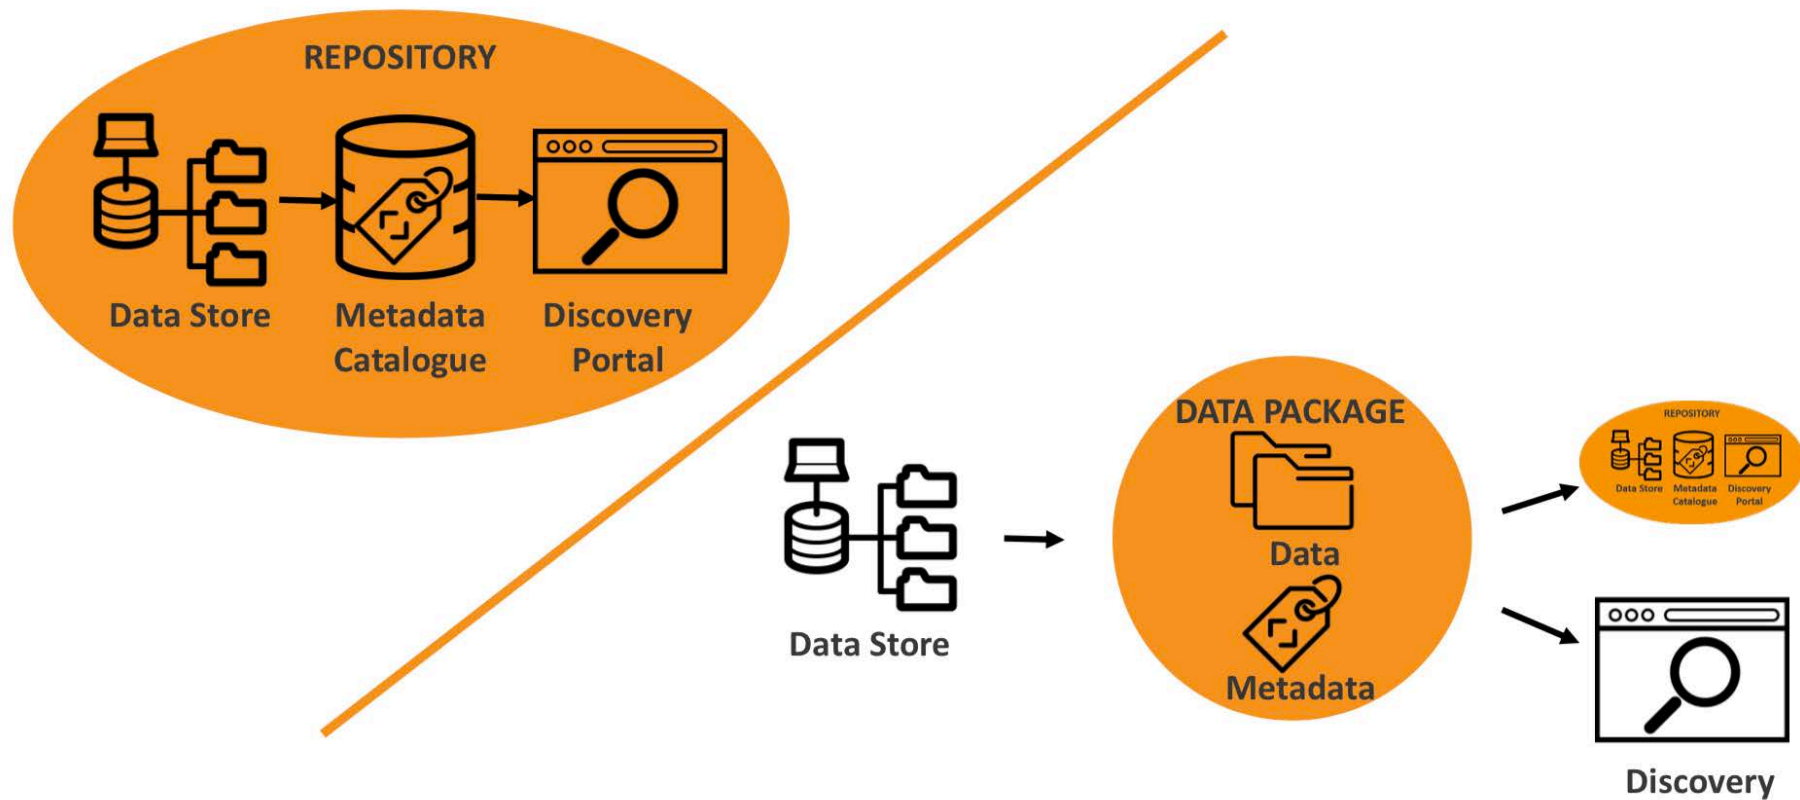 REPOSITORY
Data Store
Metadata
Catalogue
Discovery
Portal
DATA PACKAGE
Data
Metadata
Data Store
REPOSITORY
Data Store
Metadata
Catalogue
Discovery
Portal
Discovery